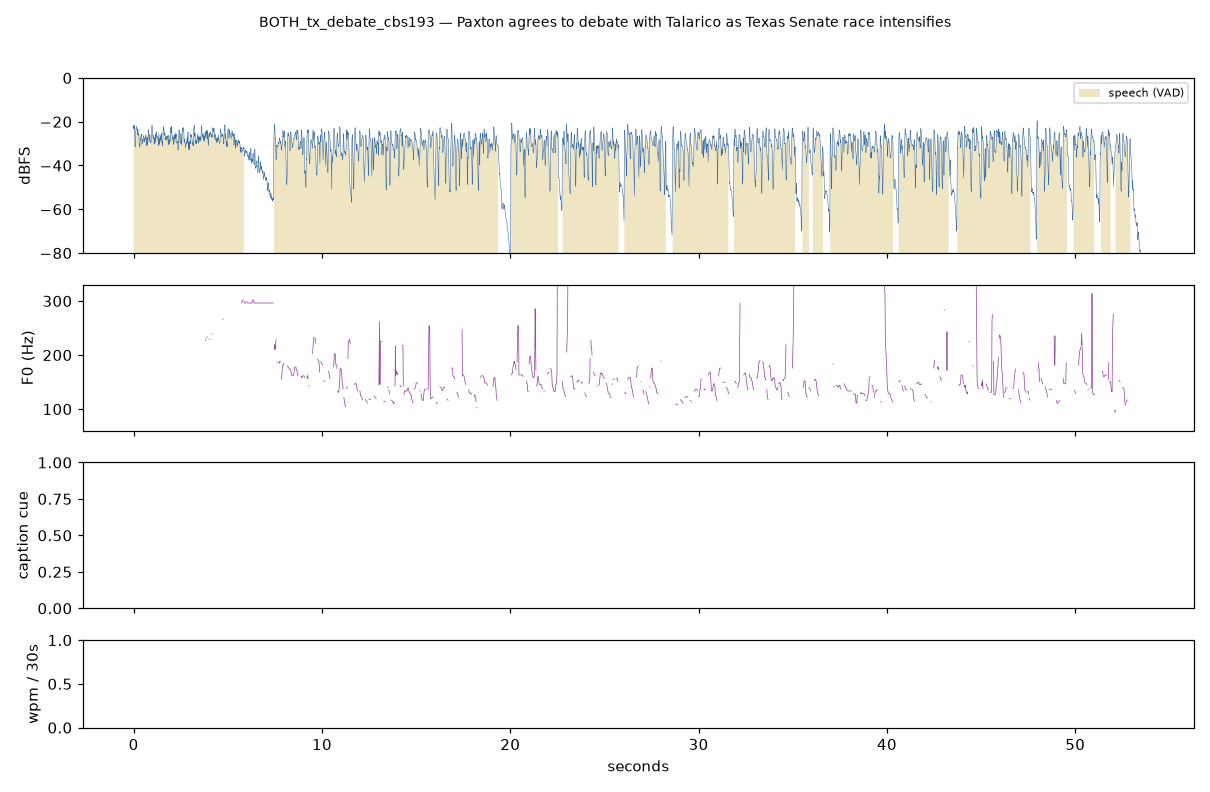 BOTH_tx_debate_cbs193 — Paxton agrees to debate with Talarico as Texas Senate race intensifies
0
−20
−40
−60
−80
dBFS
speech (VAD)
300
200
100
F0 (Hz)
1.00
0.75
0.50
0.25
0.00
caption cue
1.0
0.5
0.0
wpm / 30s
0 10 20 30 40 50
seconds